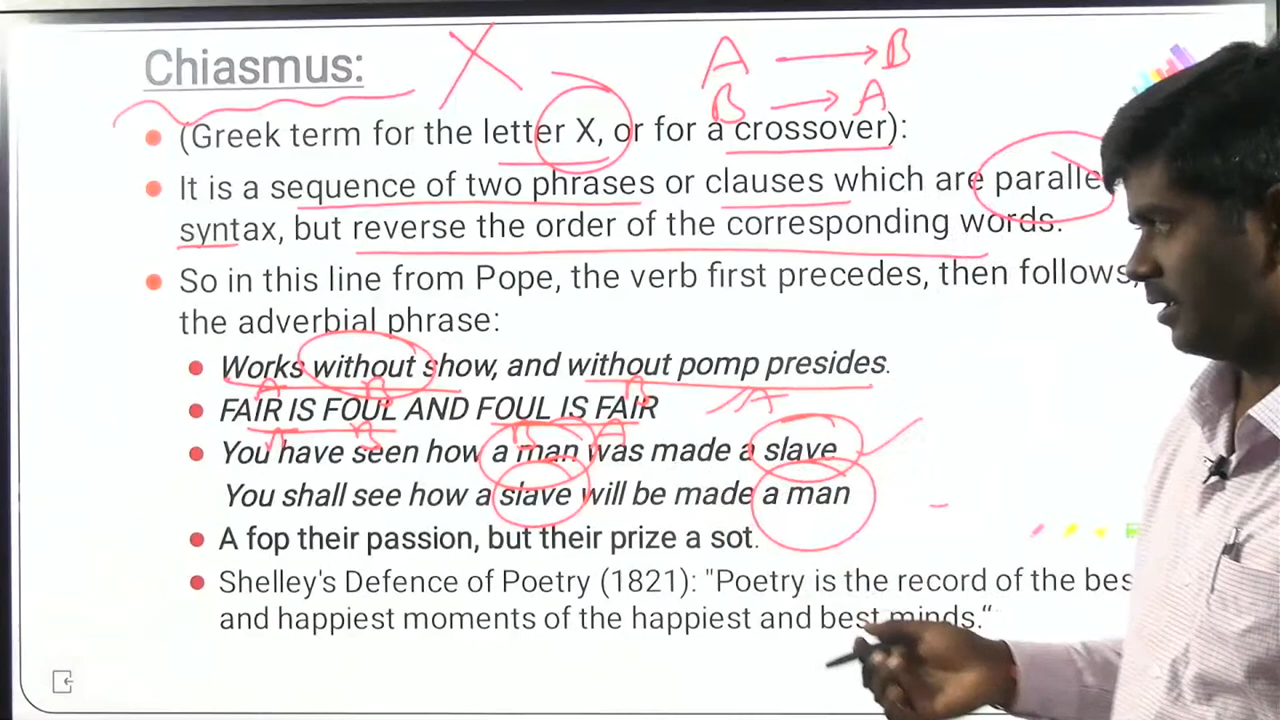 Chiasmus:
X
A → B
B → A
(Greek term for the letter X, or for a crossover):
It is a sequence of two phrases or clauses which are
syntax, but reverse the order of the corresponding words.
So in this line from Pope, the verb first precedes, then follows,
the adverbial phrase:
Works without show, and without pomp presides.
A B B A
FAIR IS FOUL AND FOUL IS FAIR
A B B A
You have seen how a man was made a slave
You shall see how a slave will be made a man
A fop their passion, but their prize a sot.
Shelley's Defence of Poetry (1821): "Poetry is the record of the
and happiest moments of the happiest and best minds.“